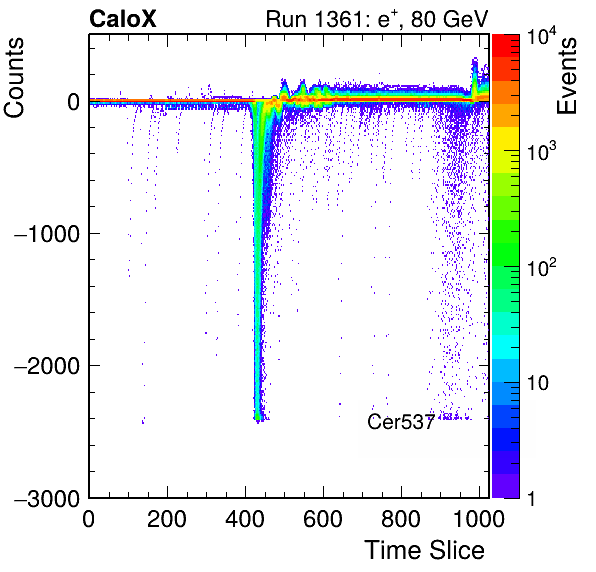 CaloX Run 1361: e⁺, 80 GeV
Counts
Events
0
−1000
−2000
−3000
0 200 400 600 800 1000
Time Slice
Cer537
10⁴
10³
10²
10
1